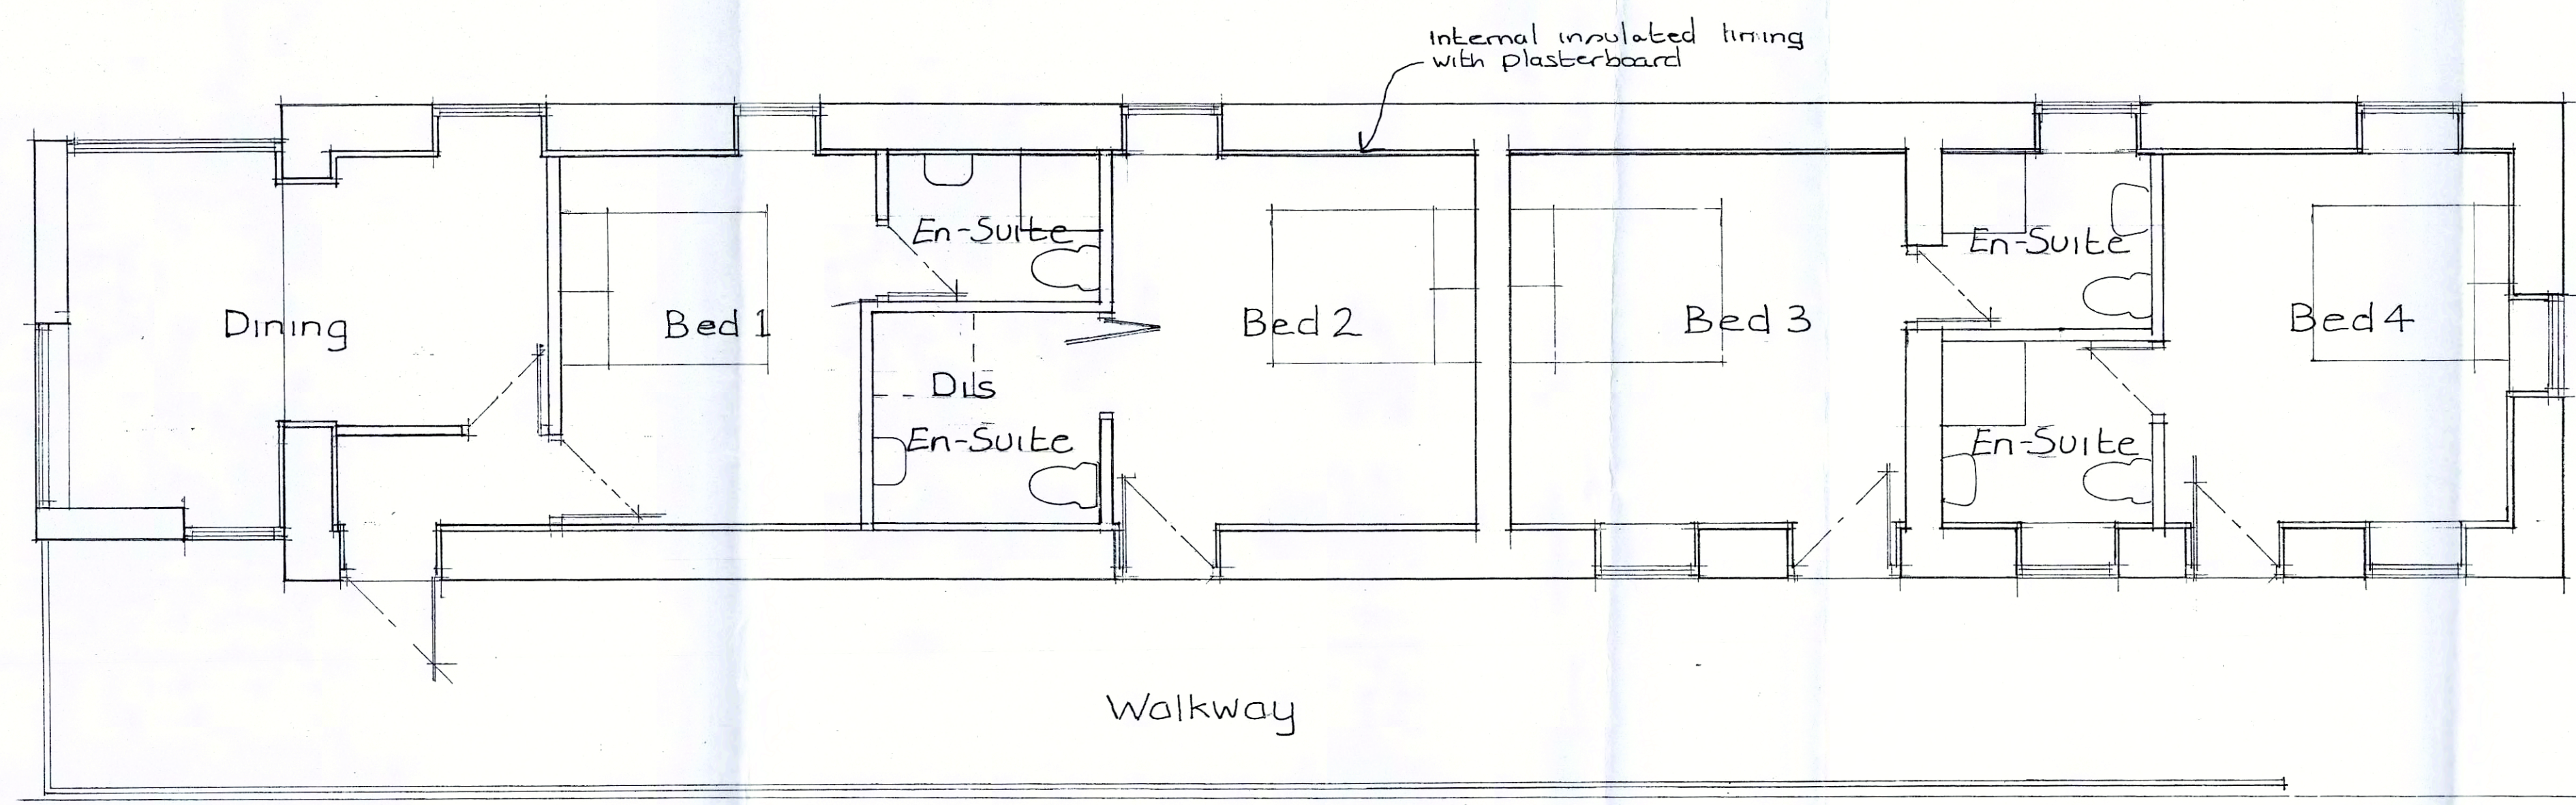 Internal insulated lining
with plasterboard
En-Suite
En-Suite
Dining
Bed 1
Bed 2
Bed 3
Bed 4
Dis
En-Suite
En-Suite
Walkway